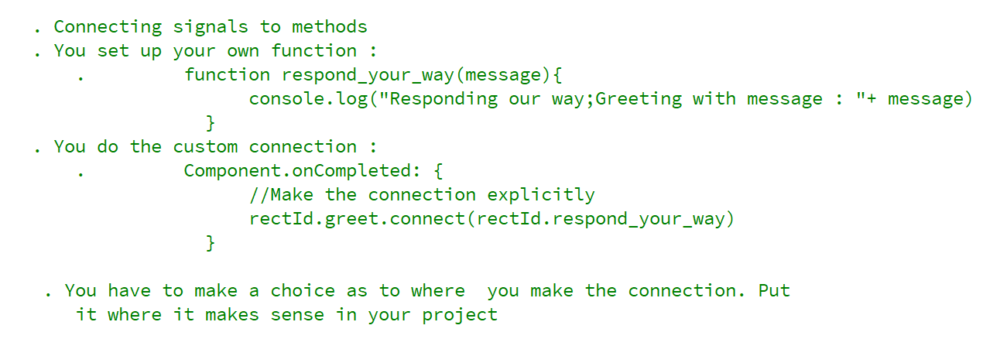 . Connecting signals to methods
. You set up your own function :
. function respond_your_way(message){
console.log("Responding our way;Greeting with message : "+ message)
}
. You do the custom connection :
. Component.onCompleted: {
//Make the connection explicitly
rectId.greet.connect(rectId.respond_your_way)
}
. You have to make a choice as to where  you make the connection. Put
it where it makes sense in your project